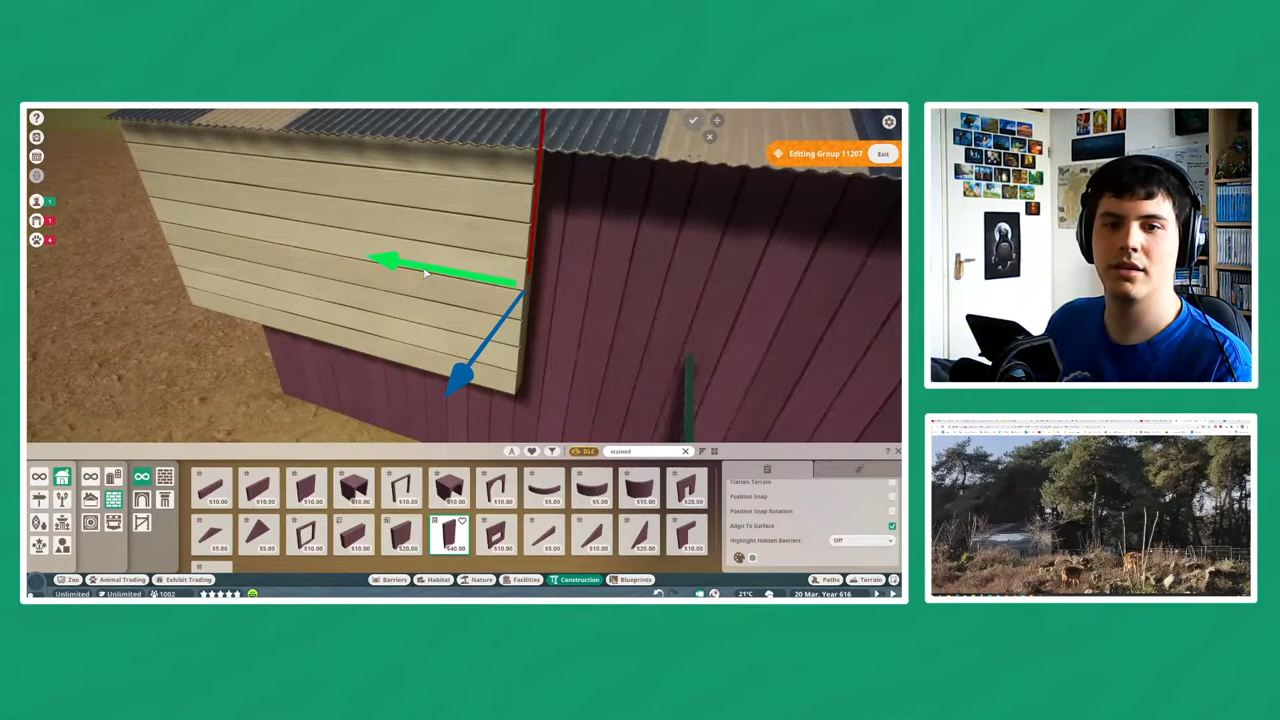 Editing Group 11207
Exit
1
1
4
A
DLC
stained
?
$10.00 $10.00 $10.00 $10.00 $10.00 $10.00 $10.00 $5.00 $5.00 $10.00 $20.00
$5.00 $5.00 $10.00 $10.00 $20.00 $40.00 $10.00 $5.00 $10.00 $20.00 $10.00
Flatten Terrain
Position Snap
Position Snap Rotation
Align To Surface
Highlight Hidden Barriers Off
Zoo Animal Trading Exhibit Trading Barriers Habitat Nature Facilities Construction Blueprints Paths Terrain
Unlimited Unlimited 1002 21°C 20 Mar, Year 616